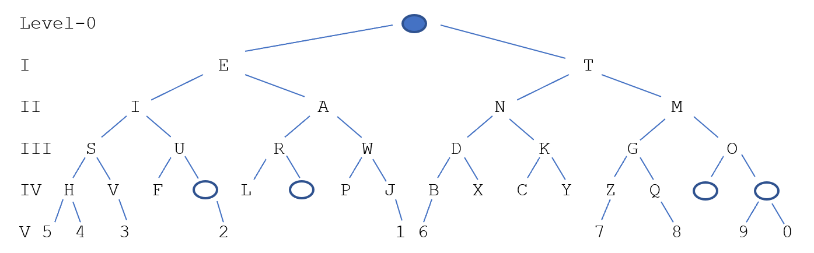 Level-0
I E T
II I A N M
III S U R W D K G O
IV H V F L P J B X C Y Z Q
V 5 4 3 2 1 6 7 8 9 0